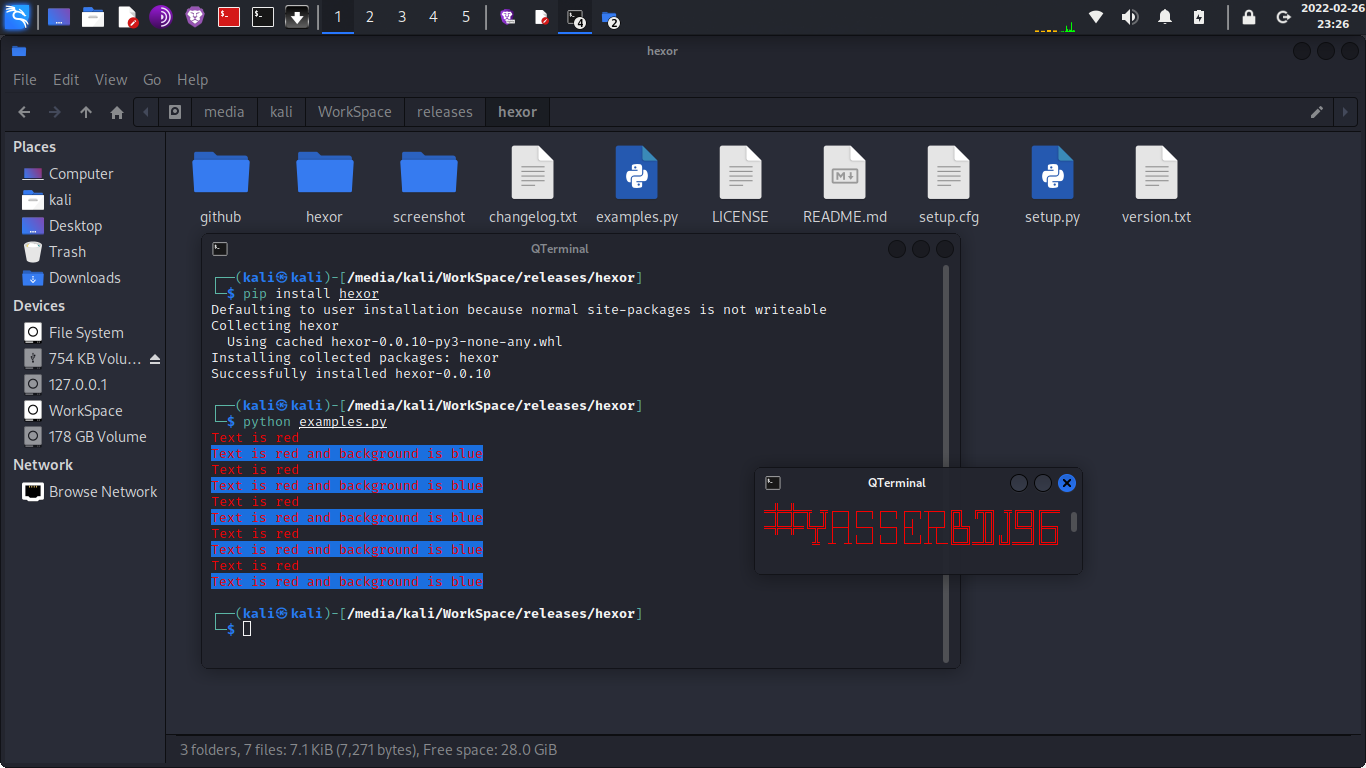 1 2 3 4 5
4
2
2022-02-26
23:26
hexor
File Edit View Go Help
media kali WorkSpace releases hexor
Places
Computer
kali
Desktop
Trash
Downloads
Devices
File System
754 KB Volu...
127.0.0.1
WorkSpace
178 GB Volume
Network
Browse Network
github hexor screenshot changelog.txt examples.py LICENSE README.md setup.cfg setup.py version.txt
QTerminal
(kali㉿kali)-[/media/kali/WorkSpace/releases/hexor]
$ pip install hexor
Defaulting to user installation because normal site-packages is not writeable
Collecting hexor
Using cached hexor-0.0.10-py3-none-any.whl
Installing collected packages: hexor
Successfully installed hexor-0.0.10
(kali㉿kali)-[/media/kali/WorkSpace/releases/hexor]
$ python examples.py
Text is red
Text is red and background is blue
Text is red
Text is red and background is blue
Text is red
Text is red and background is blue
Text is red
Text is red and background is blue
Text is red
Text is red and background is blue
(kali㉿kali)-[/media/kali/WorkSpace/releases/hexor]
$
QTerminal
#YASSERBDJ96
3 folders, 7 files: 7.1 KiB (7,271 bytes), Free space: 28.0 GiB